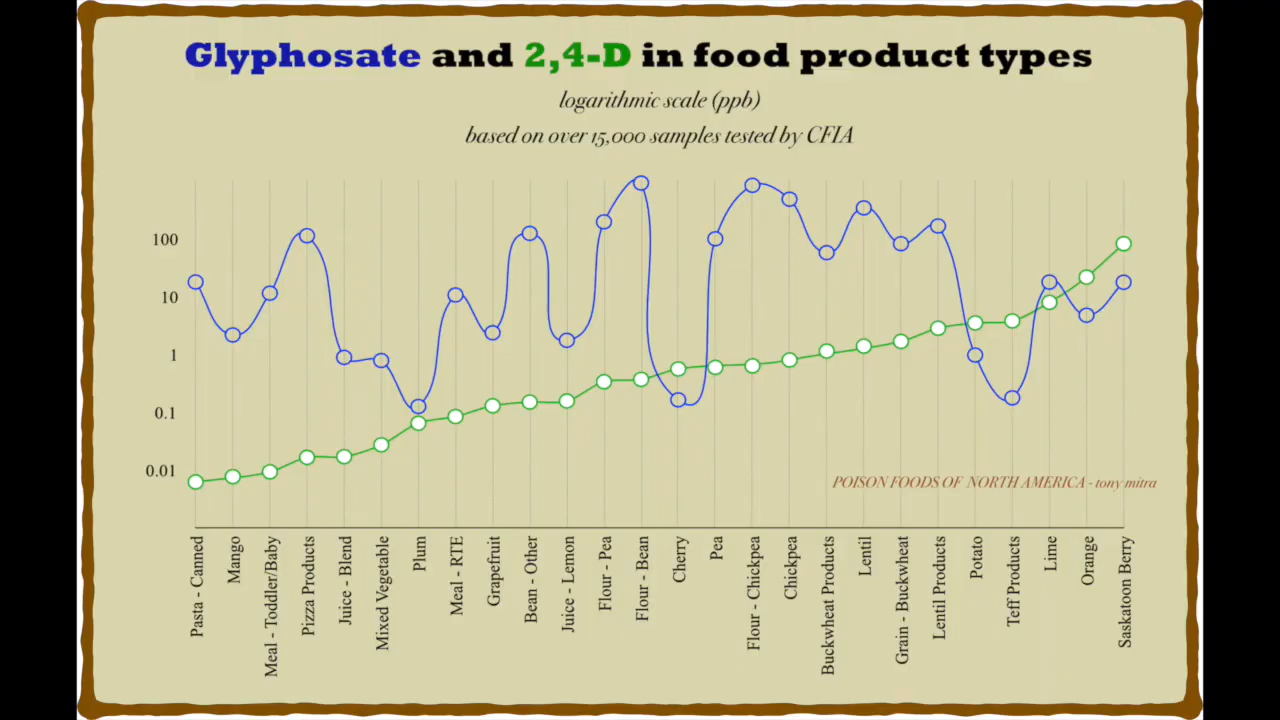 Glyphosate and 2,4-D in food product types
logarithmic scale (ppb)
based on over 15,000 samples tested by CFIA
100
10
1
0.1
0.01
POISON FOODS OF NORTH AMERICA - tony mitra
Pasta - Canned
Mango
Meal - Toddler/Baby
Pizza Products
Juice - Blend
Mixed Vegetable
Plum
Meal - RTE
Grapefruit
Bean - Other
Juice - Lemon
Flour - Pea
Flour - Bean
Cherry
Pea
Flour - Chickpea
Chickpea
Buckwheat Products
Lentil
Grain - Buckwheat
Lentil Products
Potato
Teff Products
Lime
Orange
Saskatoon Berry